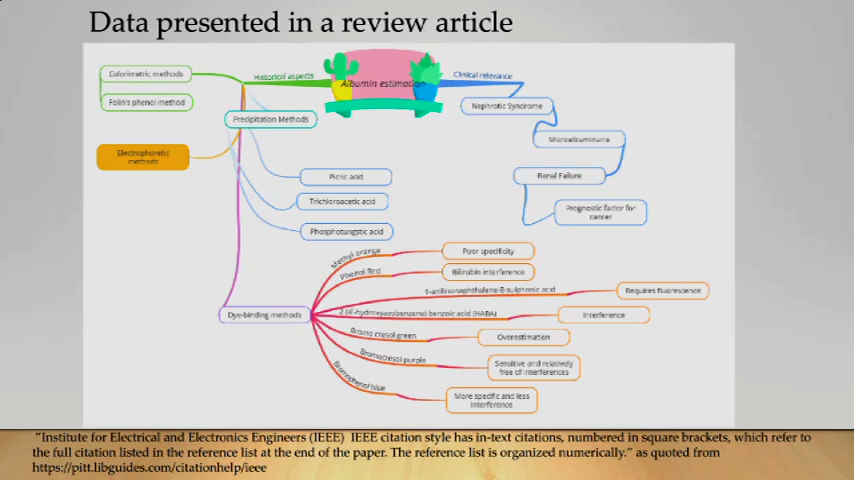 Data presented in a review article
Albumin estimation
Historical aspects
Clinical relevance
Colorimetric methods
Folin's phenol method
Precipitation Methods
Electrophoretic
methods
Picric acid
Trichloroacetic acid
Phosphotungstic acid
Nephrotic Syndrome
Microalbuminuria
Renal Failure
Prognostic factor for
cancer
Dye-binding methods
Methyl orange
Poor specificity
Phenol Red
Bilirubin interference
1-anilinonaphthalene-8-sulphonic acid
Requires fluorescence
2-(4'-hydroxyazobenzene) benzoic acid (HABA)
Interference
Bromo cresol green
Overestimation
Bromocresol purple
Sensitive and relatively
free of interferences
Bromophenol blue
More specific and less
interference
"Institute for Electrical and Electronics Engineers (IEEE) IEEE citation style has in-text citations, numbered in square brackets, which refer to
the full citation listed in the reference list at the end of the paper. The reference list is organized numerically." as quoted from
https://pitt.libguides.com/citationhelp/ieee